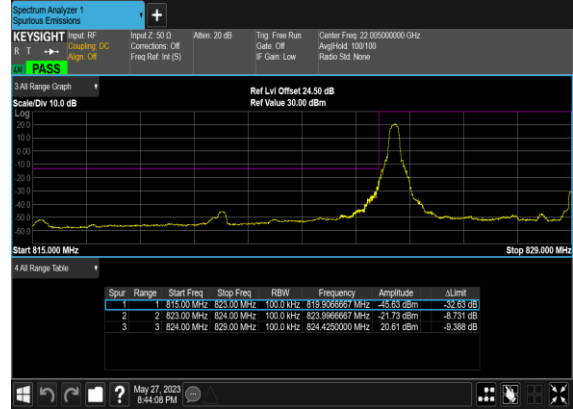 Spectrum Analyzer 1
Spurious Emissions
+
KEYSIGHT Input: RF Input Z: 50 Ω Atten: 20 dB Trig: Free Run Center Freq: 22.005000000 GHz
R T Coupling: DC Corrections: Off Gate: Off Avg|Hold: 100/100
Align: Off Freq Ref: Int (S) IF Gain: Low Radio Std: None
PASS
3 All Range Graph
Ref Lvl Offset 24.50 dB
Scale/Div 10.0 dB Ref Value 30.00 dBm
Log
20.0
10.0
0.00
-10.0
-20.0
-30.0
-40.0
-50.0
-60.0
Start 815.000 MHz Stop 829.000 MHz
4 All Range Table
Spur Range Start Freq Stop Freq RBW Frequency Amplitude ΔLimit
1 1 815.00 MHz 823.00 MHz 100.0 kHz 819.9066667 MHz -45.63 dBm -32.63 dB
2 2 823.00 MHz 824.00 MHz 100.0 kHz 823.9966667 MHz -21.73 dBm -8.731 dB
3 3 824.00 MHz 829.00 MHz 100.0 kHz 824.4250000 MHz 20.61 dBm -9.388 dB
? May 27, 2023
8:44:08 PM